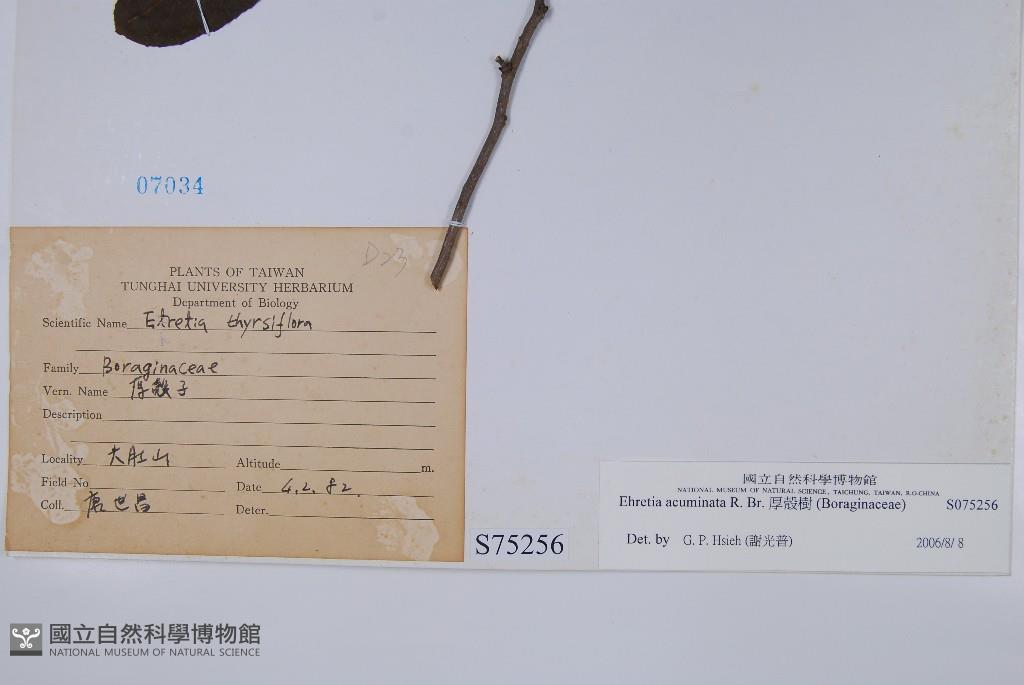 07034
D23
PLANTS OF TAIWAN
TUNGHAI UNIVERSITY HERBARIUM
Department of Biology
Scientific Name Etretia thyrsiflora
Family Boraginaceae
Vern. Name 厚殼子
Description
Locality 大肚山
Altitude m.
Field No
Date 4.2.82.
Coll. 唐世昌
Deter.
S75256
國立自然科學博物館
NATIONAL MUSEUM OF NATURAL SCIENCE, TAICHUNG, TAIWAN, R.O.CHINA
Ehretia acuminata R. Br. 厚殼樹 (Boraginaceae) S075256
Det. by G. P. Hsieh (謝光普) 2006/8/ 8
國立自然科學博物館
NATIONAL MUSEUM OF NATURAL SCIENCE